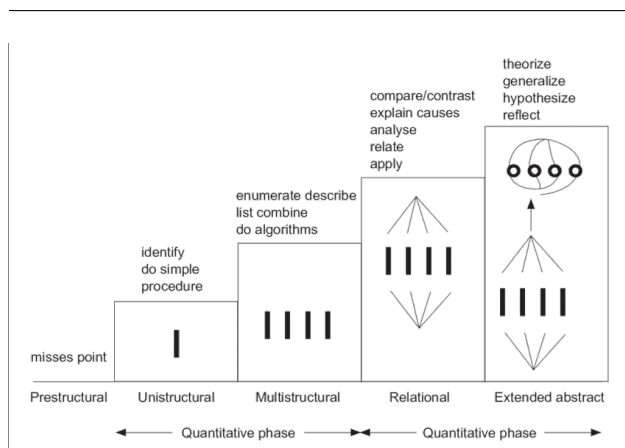 theorize
generalize
hypothesize
reflect
compare/contrast
explain causes
analyse
relate
apply
enumerate describe
list combine
do algorithms
identify
do simple
procedure
misses point
Prestructural Unistructural Multistructural Relational Extended abstract
Quantitative phase Quantitative phase